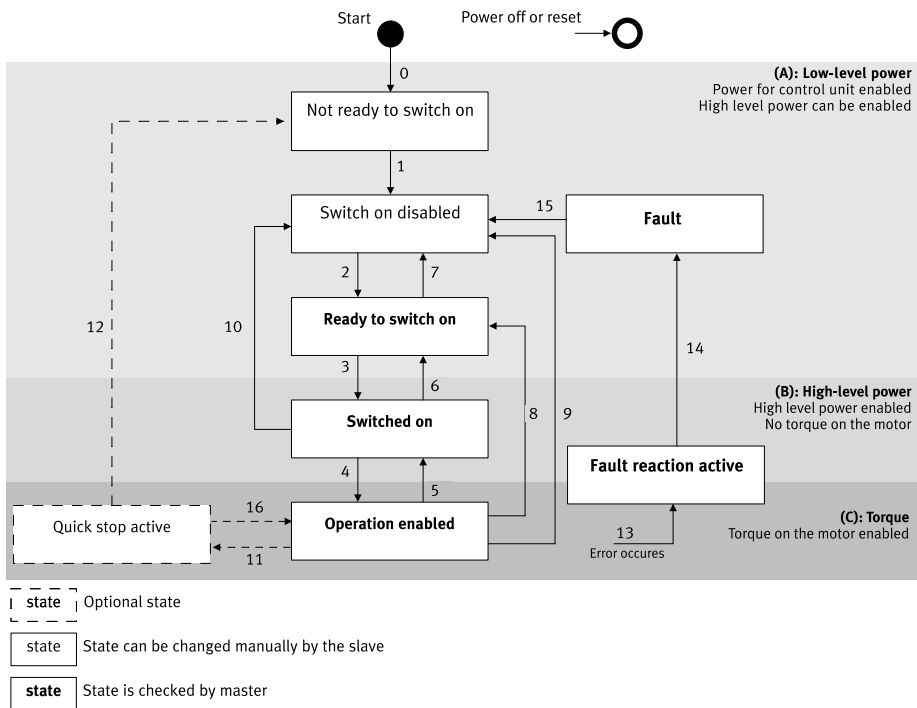 Start
Power off or reset
0
(A): Low-level power
Power for control unit enabled
High level power can be enabled
Not ready to switch on
1
Switch on disabled
15
Fault
2
7
12
10
Ready to switch on
14
3
6
(B): High-level power
High level power enabled
No torque on the motor
Switched on
8
9
4
5
Fault reaction active
Quick stop active
16
11
Operation enabled
13
Error occures
(C): Torque
Torque on the motor enabled
state
Optional state
state
State can be changed manually by the slave
state
State is checked by master